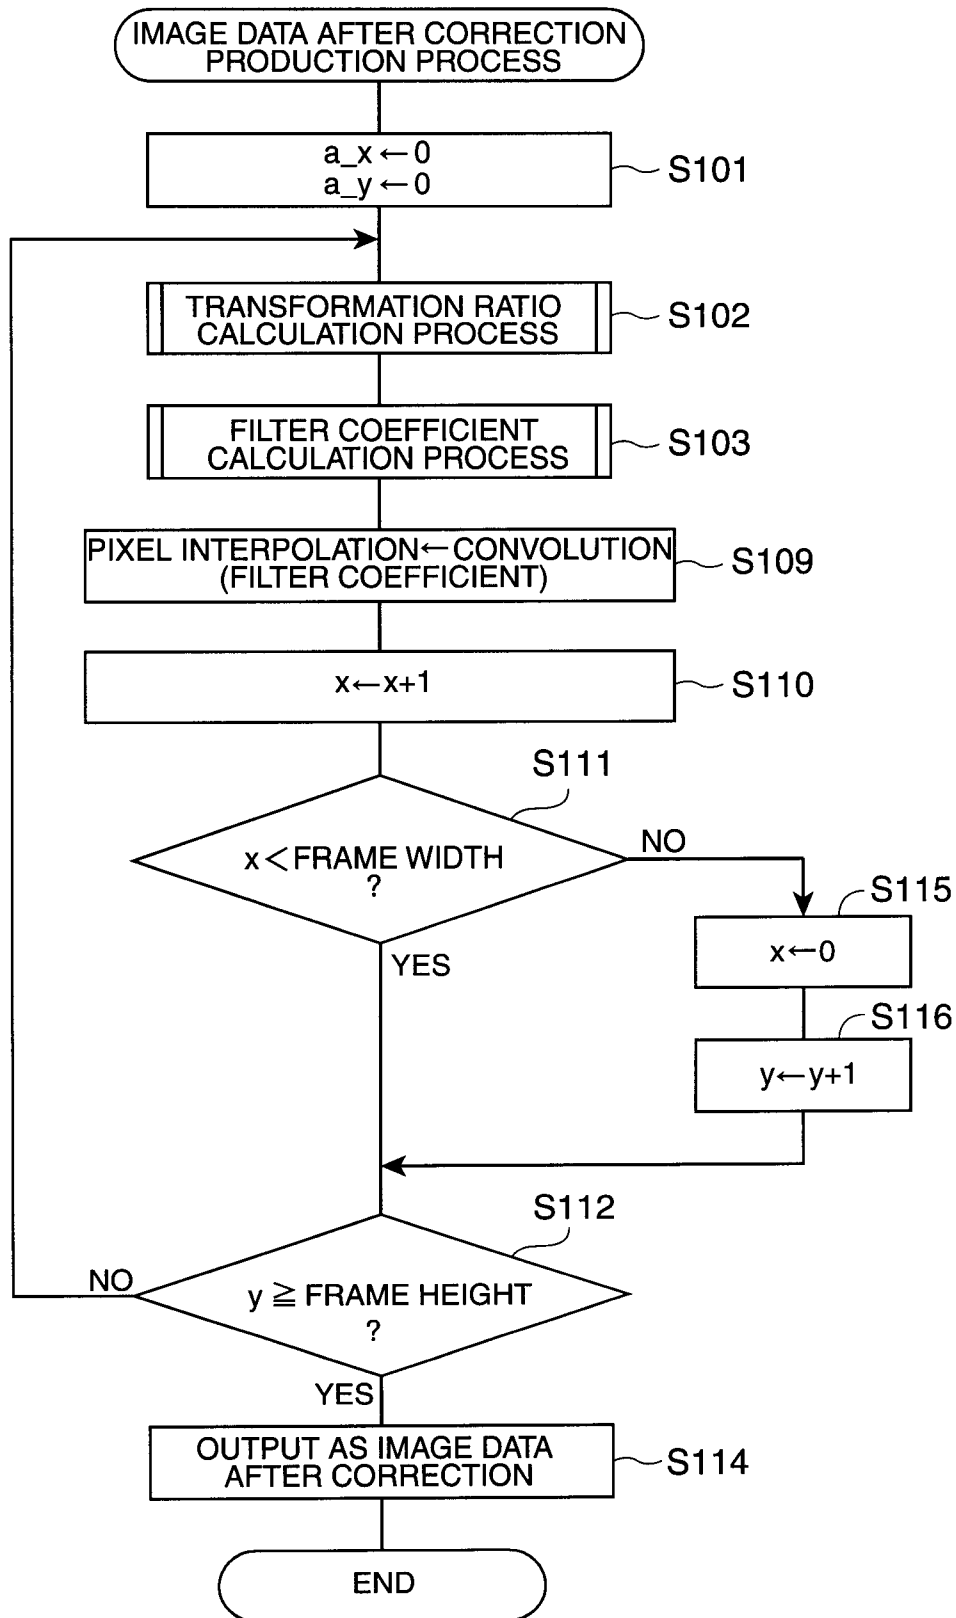 IMAGE DATA AFTER CORRECTION
PRODUCTION PROCESS
a_x←0
a_y←0
S101
TRANSFORMATION RATIO
CALCULATION PROCESS
S102
FILTER COEFFICIENT
CALCULATION PROCESS
S103
PIXEL INTERPOLATION←CONVOLUTION
(FILTER COEFFICIENT)
S109
x←x+1
S110
S111
x<FRAME WIDTH
?
NO
YES
S115
x←0
S116
y←y+1
S112
y≧FRAME HEIGHT
?
NO
YES
OUTPUT AS IMAGE DATA
AFTER CORRECTION
S114
END